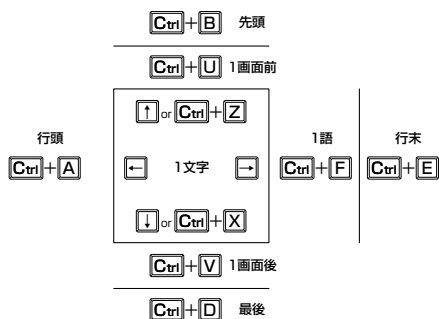 Ctrl+B 先頭
Ctrl+U 1画面前
↑ or Ctrl+Z
行頭 1語 行末
Ctrl+A ← 1文字 → Ctrl+F Ctrl+E
↓ or Ctrl+X
Ctrl+V 1画面後
Ctrl+D 最後